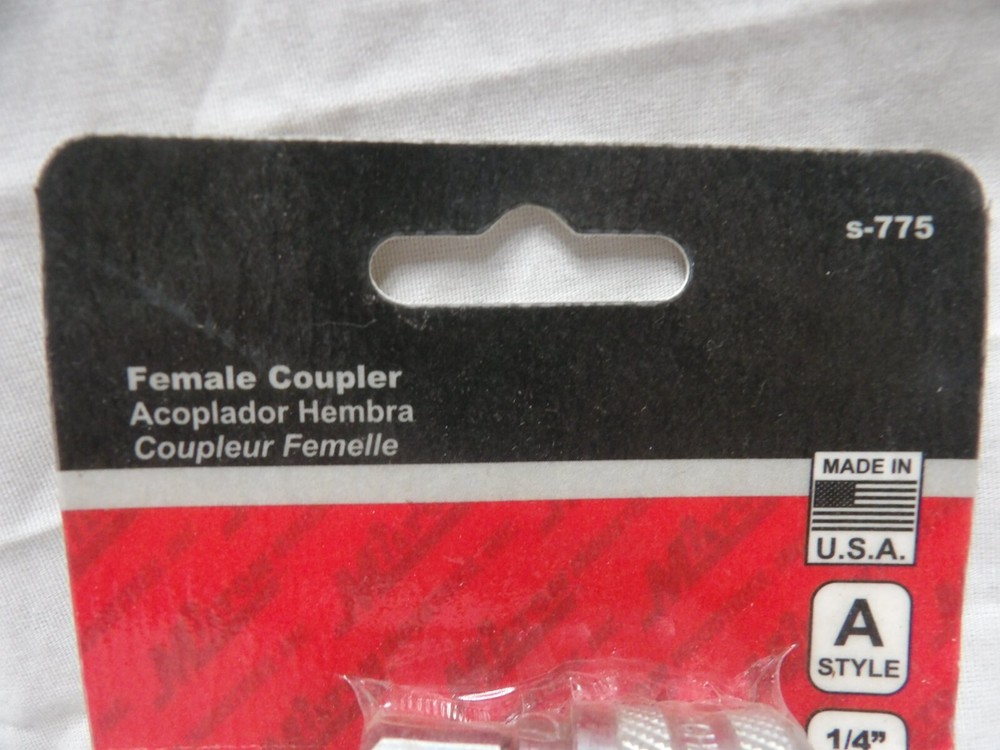 s-775
Female Coupler
Acoplador Hembra
Coupleur Femelle
MADE IN
U.S.A.
A
STYLE
1/4”